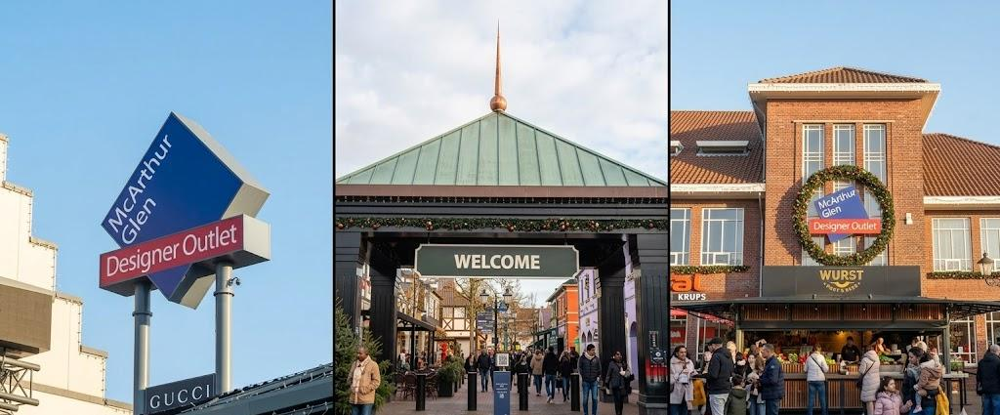 McArthur
Glen
Designer Outlet
GUCCI
WELCOME
McArthur
Glen
Designer Outlet
WURST
KRUPS